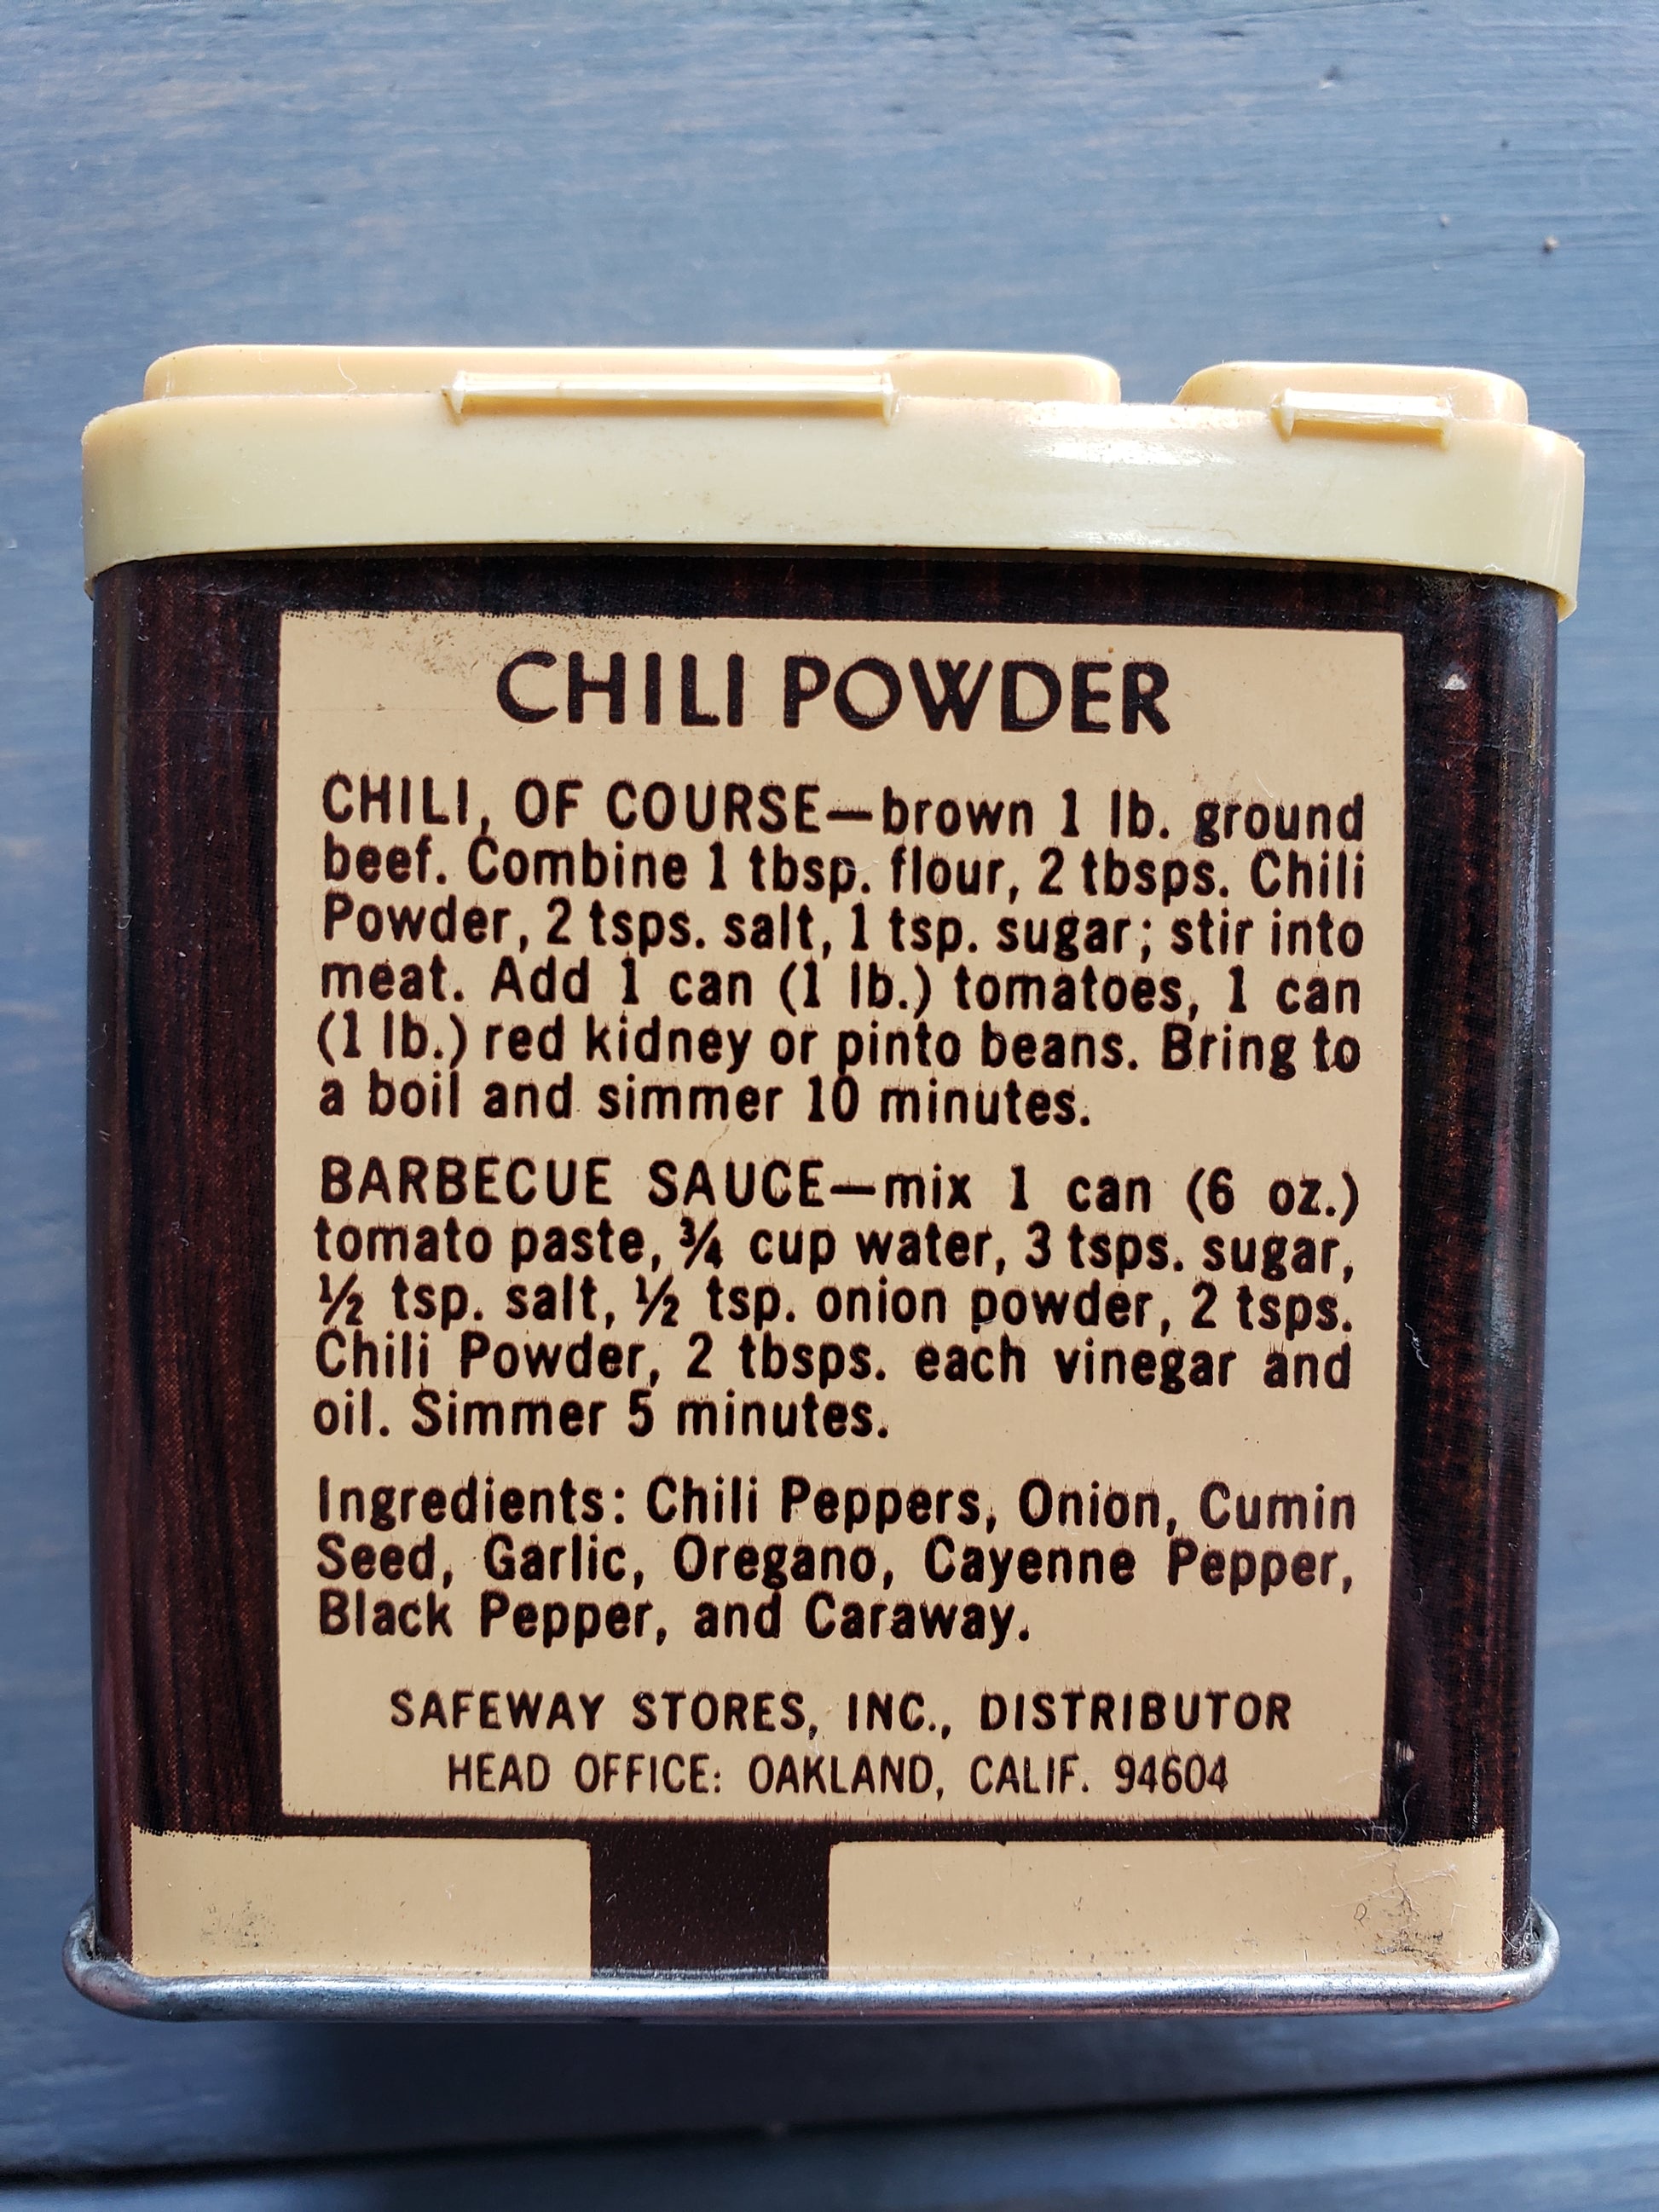 CHILI POWDER
CHILI, OF COURSE—brown 1 lb. ground
beef. Combine 1 tbsp. flour, 2 tbsps. Chili
Powder, 2 tsps. salt, 1 tsp. sugar; stir into
meat. Add 1 can (1 lb.) tomatoes, 1 can
(1 lb.) red kidney or pinto beans. Bring to
a boil and simmer 10 minutes.
BARBECUE SAUCE—mix 1 can (6 oz.)
tomato paste, ¾ cup water, 3 tsps. sugar,
½ tsp. salt, ½ tsp. onion powder, 2 tsps.
Chili Powder, 2 tbsps. each vinegar and
oil. Simmer 5 minutes.
Ingredients: Chili Peppers, Onion, Cumin
Seed, Garlic, Oregano, Cayenne Pepper,
Black Pepper, and Caraway.
SAFEWAY STORES, INC., DISTRIBUTOR
HEAD OFFICE: OAKLAND, CALIF. 94604